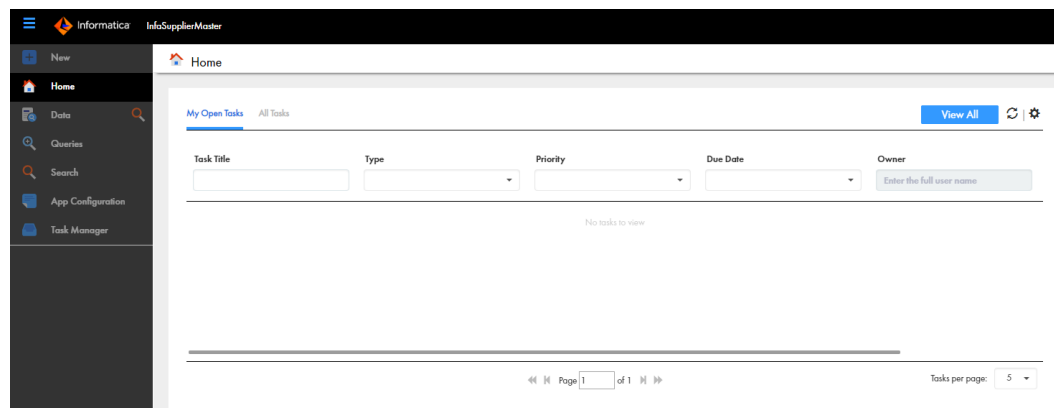 Informatica InfaSupplierMaster
New
Home
Data
Queries
Search
App Configuration
Task Manager
Home
My Open Tasks All Tasks View All
Task Title Type Priority Due Date Owner
Enter the full user name
No tasks to view
Page 1 of 1 Tasks per page: 5